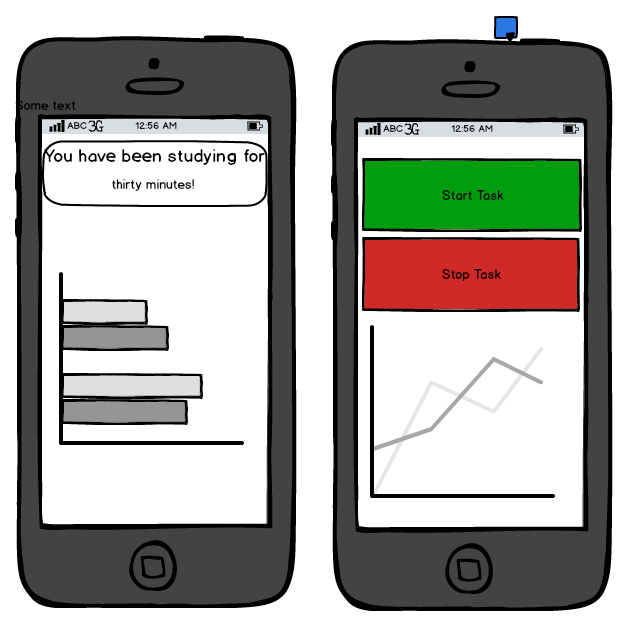 Some text
ABC 3G 12:56 AM
You have been studying for
thirty minutes!
ABC 3G 12:56 AM
Start Task
Stop Task